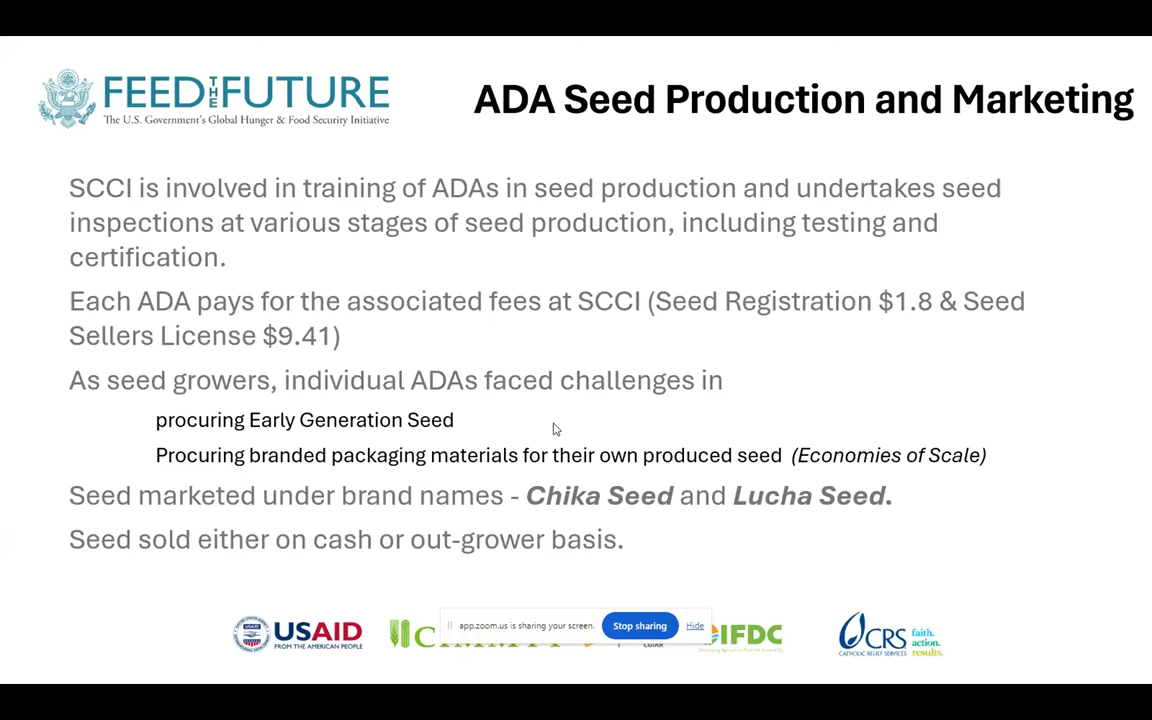 FEED THE FUTURE
The U.S. Government's Global Hunger & Food Security Initiative
ADA Seed Production and Marketing
SCCI is involved in training of ADAs in seed production and undertakes seed
inspections at various stages of seed production, including testing and
certification.
Each ADA pays for the associated fees at SCCI (Seed Registration $1.8 & Seed
Sellers License $9.41)
As seed growers, individual ADAs faced challenges in
procuring Early Generation Seed
Procuring branded packaging materials for their own produced seed (Economies of Scale)
Seed marketed under brand names - Chika Seed and Lucha Seed.
Seed sold either on cash or out-grower basis.
USAID
FROM THE AMERICAN PEOPLE
app.zoom.us is sharing your screen.
Stop sharing
Hide
IFDC
CRS
CATHOLIC RELIEF SERVICES
faith.
action.
results.